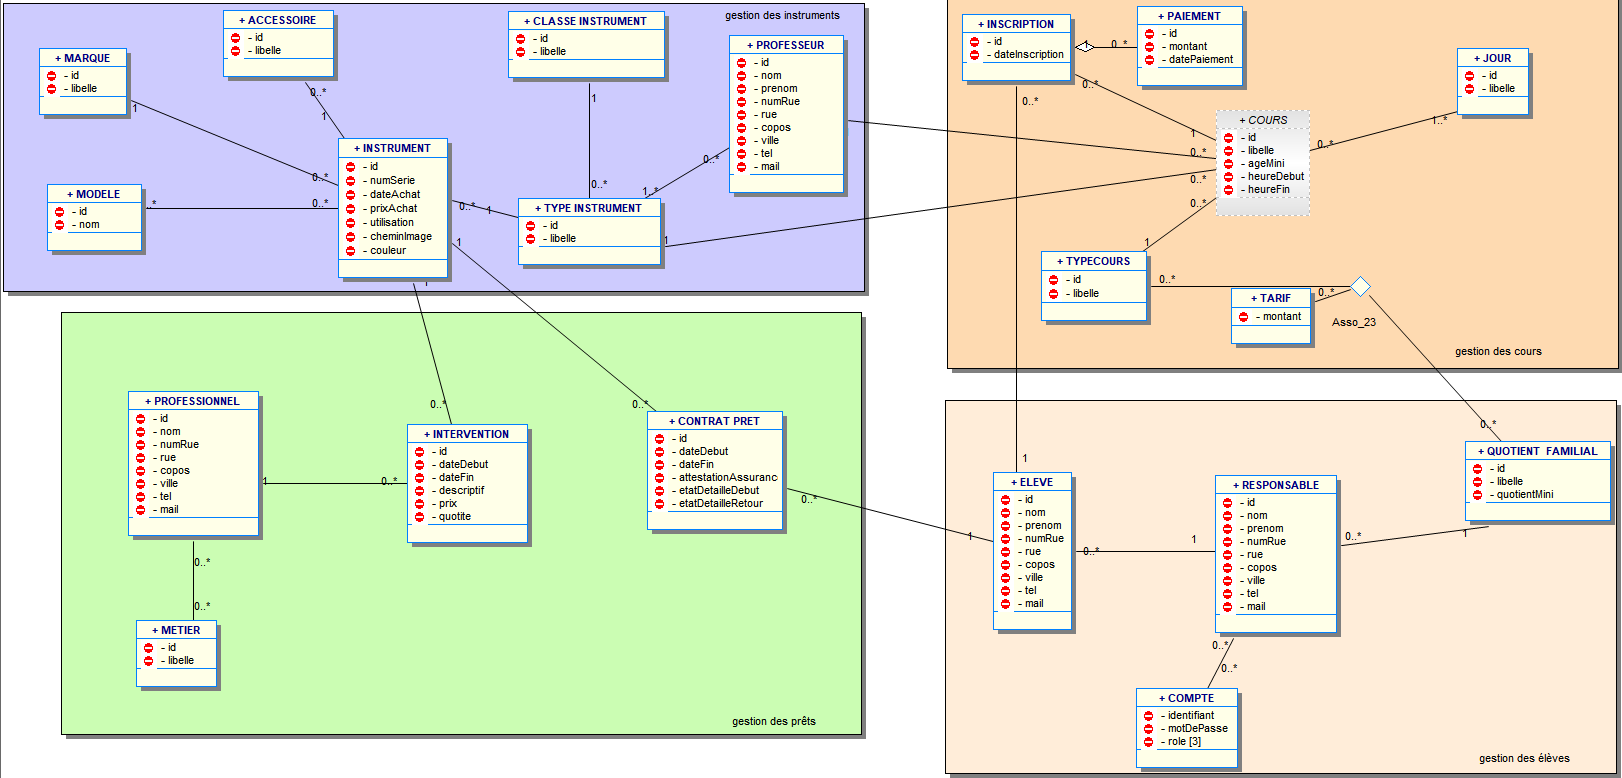 gestion des instruments
+ ACCESSOIRE
- id
- libelle
+ CLASSE INSTRUMENT
- id
- libelle
+ MARQUE
- id
- libelle
+ PROFESSEUR
- id
- nom
- prenom
- numRue
- rue
- copos
- ville
- tel
- mail
0..*
1
1
1
0..*
+ INSTRUMENT
- id
- numSerie
- dateAchat
- prixAchat
- utilisation
- cheminImage
- couleur
+ MODELE
- id
- nom
..*
0..*
0..*
1
0..*
1..*
0..*
+ TYPE INSTRUMENT
- id
- libelle
1
1
1
+ INSCRIPTION
- id
- dateInscription
1
0..*
+ PAIEMENT
- id
- montant
- datePaiement
+ JOUR
- id
- libelle
0..*
0..*
1
0..*
0..*
0..*
+ COURS
- id
- libelle
- ageMini
- heureDebut
- heureFin
0..*
1..*
1
+ TYPECOURS
- id
- libelle
0..*
+ TARIF
- montant
0..*
Asso_23
gestion des cours
+ PROFESSIONNEL
- id
- nom
- numRue
- rue
- copos
- ville
- tel
- mail
1
0..*
0..*
+ INTERVENTION
- id
- dateDebut
- dateFin
- descriptif
- prix
- quotite
0..*
+ CONTRAT PRET
- id
- dateDebut
- dateFin
- attestationAssuranc
- etatDetailleDebut
- etatDetailleRetour
0..*
0..*
0..*
+ METIER
- id
- libelle
gestion des prêts
1
1
+ ELEVE
- id
- nom
- prenom
- numRue
- rue
- copos
- ville
- tel
- mail
0..*
1
+ RESPONSABLE
- id
- nom
- prenom
- numRue
- rue
- copos
- ville
- tel
- mail
0..*
1
0..*
+ QUOTIENT FAMILIAL
- id
- libelle
- quotientMini
0..*
0..*
+ COMPTE
- identifiant
- motDePasse
- role [3]
gestion des élèves